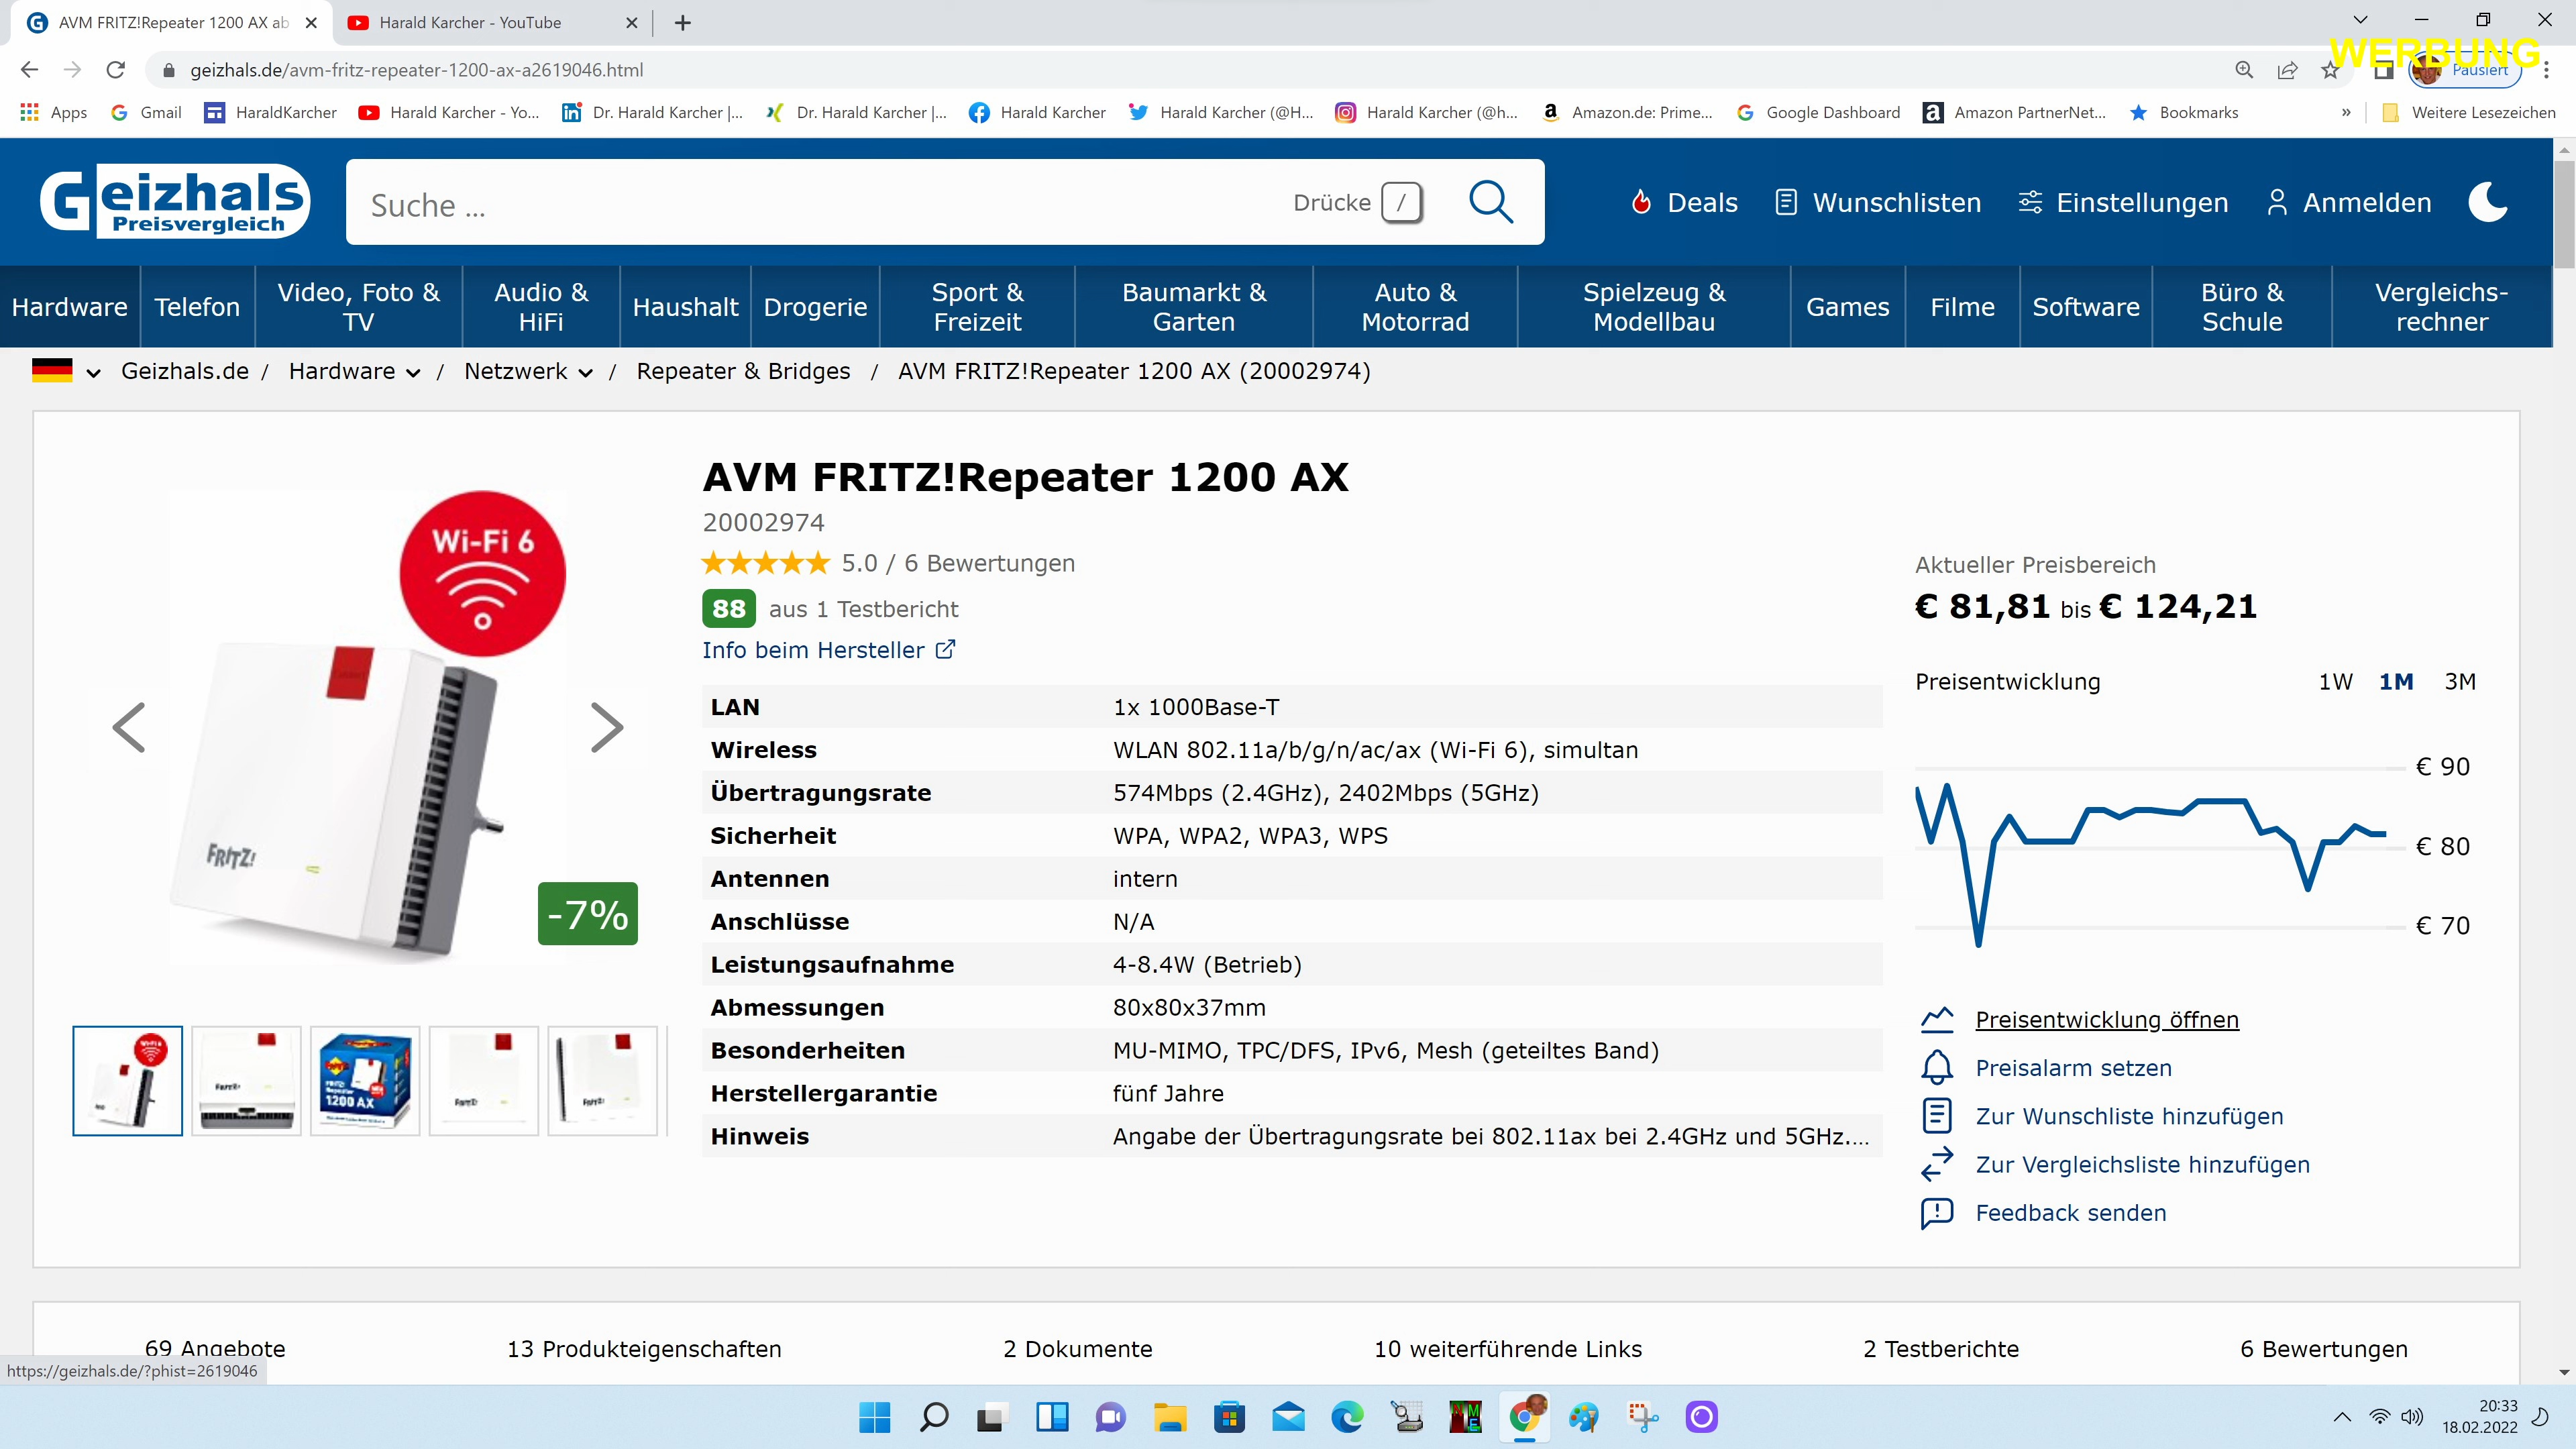 AVM FRITZ!Repeater 1200 AX ab
Harald Karcher - YouTube
WERBUNG
geizhals.de/avm-fritz-repeater-1200-ax-a2619046.html
Pausiert
Apps
Gmail
HaraldKarcher
Harald Karcher - Yo...
Dr. Harald Karcher |...
Dr. Harald Karcher |...
Harald Karcher
Harald Karcher (@H...
Harald Karcher (@h...
Amazon.de: Prime...
Google Dashboard
Amazon PartnerNet...
Bookmarks
»
Weitere Lesezeichen
Geizhals
Preisvergleich
Suche ...
Drücke /
Deals
Wunschlisten
Einstellungen
Anmelden
Hardware
Telefon
Video, Foto &
TV
Audio &
HiFi
Haushalt
Drogerie
Sport &
Freizeit
Baumarkt &
Garten
Auto &
Motorrad
Spielzeug &
Modellbau
Games
Filme
Software
Büro &
Schule
Vergleichs-
rechner
Geizhals.de / Hardware / Netzwerk / Repeater & Bridges / AVM FRITZ!Repeater 1200 AX (20002974)
Wi-Fi 6
FRITZ!
-7%
AVM FRITZ!Repeater 1200 AX
20002974
5.0 / 6 Bewertungen
88 aus 1 Testbericht
Info beim Hersteller
LAN 1x 1000Base-T
Wireless WLAN 802.11a/b/g/n/ac/ax (Wi-Fi 6), simultan
Übertragungsrate 574Mbps (2.4GHz), 2402Mbps (5GHz)
Sicherheit WPA, WPA2, WPA3, WPS
Antennen intern
Anschlüsse N/A
Leistungsaufnahme 4-8.4W (Betrieb)
Abmessungen 80x80x37mm
Besonderheiten MU-MIMO, TPC/DFS, IPv6, Mesh (geteiltes Band)
Herstellergarantie fünf Jahre
Hinweis Angabe der Übertragungsrate bei 802.11ax bei 2.4GHz und 5GHz....
Aktueller Preisbereich
€ 81,81 bis € 124,21
Preisentwicklung 1W 1M 3M
€ 90
€ 80
€ 70
Preisentwicklung öffnen
Preisalarm setzen
Zur Wunschliste hinzufügen
Zur Vergleichsliste hinzufügen
Feedback senden
1200 AX
69 Angebote
13 Produkteigenschaften
2 Dokumente
10 weiterführende Links
2 Testberichte
6 Bewertungen
https://geizhals.de/?phist=2619046
20:33
18.02.2022